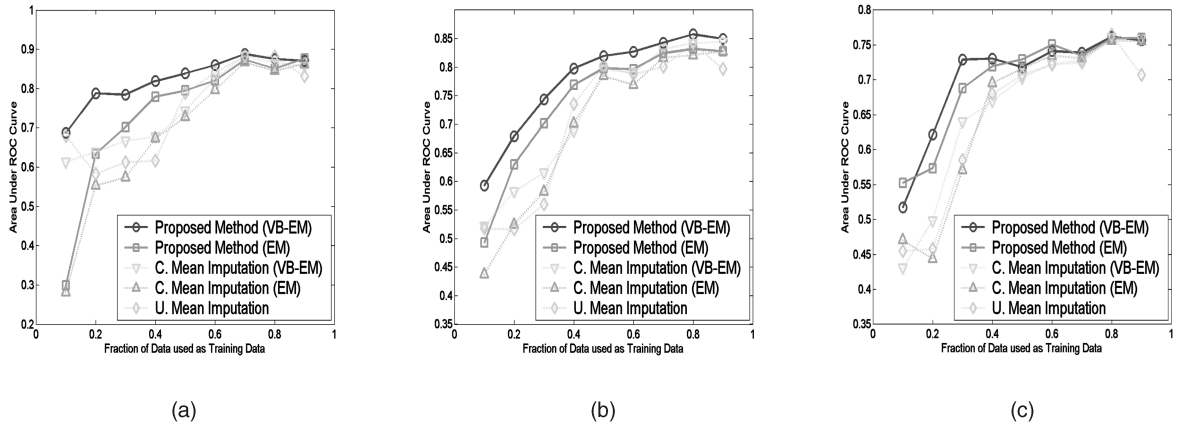 1
0.9
0.8
0.7
0.6
0.5
0.4
0.3
0.2
0
0.2
0.4
0.6
0.8
1
Area Under ROC Curve
Fraction of Data used as Training Data
Proposed Method (VB-EM)
Proposed Method (EM)
C. Mean Imputation (VB-EM)
C. Mean Imputation (EM)
U. Mean Imputation
(a)
0.85
0.8
0.75
0.7
0.65
0.6
0.55
0.5
0.45
0.4
0.35
0
0.2
0.4
0.6
0.8
1
Area Under ROC Curve
Fraction of Data used as Training Data
Proposed Method (VB-EM)
Proposed Method (EM)
C. Mean Imputation (VB-EM)
C. Mean Imputation (EM)
U. Mean Imputation
(b)
0.8
0.75
0.7
0.65
0.6
0.55
0.5
0.45
0.4
0.35
0
0.2
0.4
0.6
0.8
1
Area Under ROC Curve
Fraction of Data used as Training Data
Proposed Method (VB-EM)
Proposed Method (EM)
C. Mean Imputation (VB-EM)
C. Mean Imputation (EM)
U. Mean Imputation
(c)